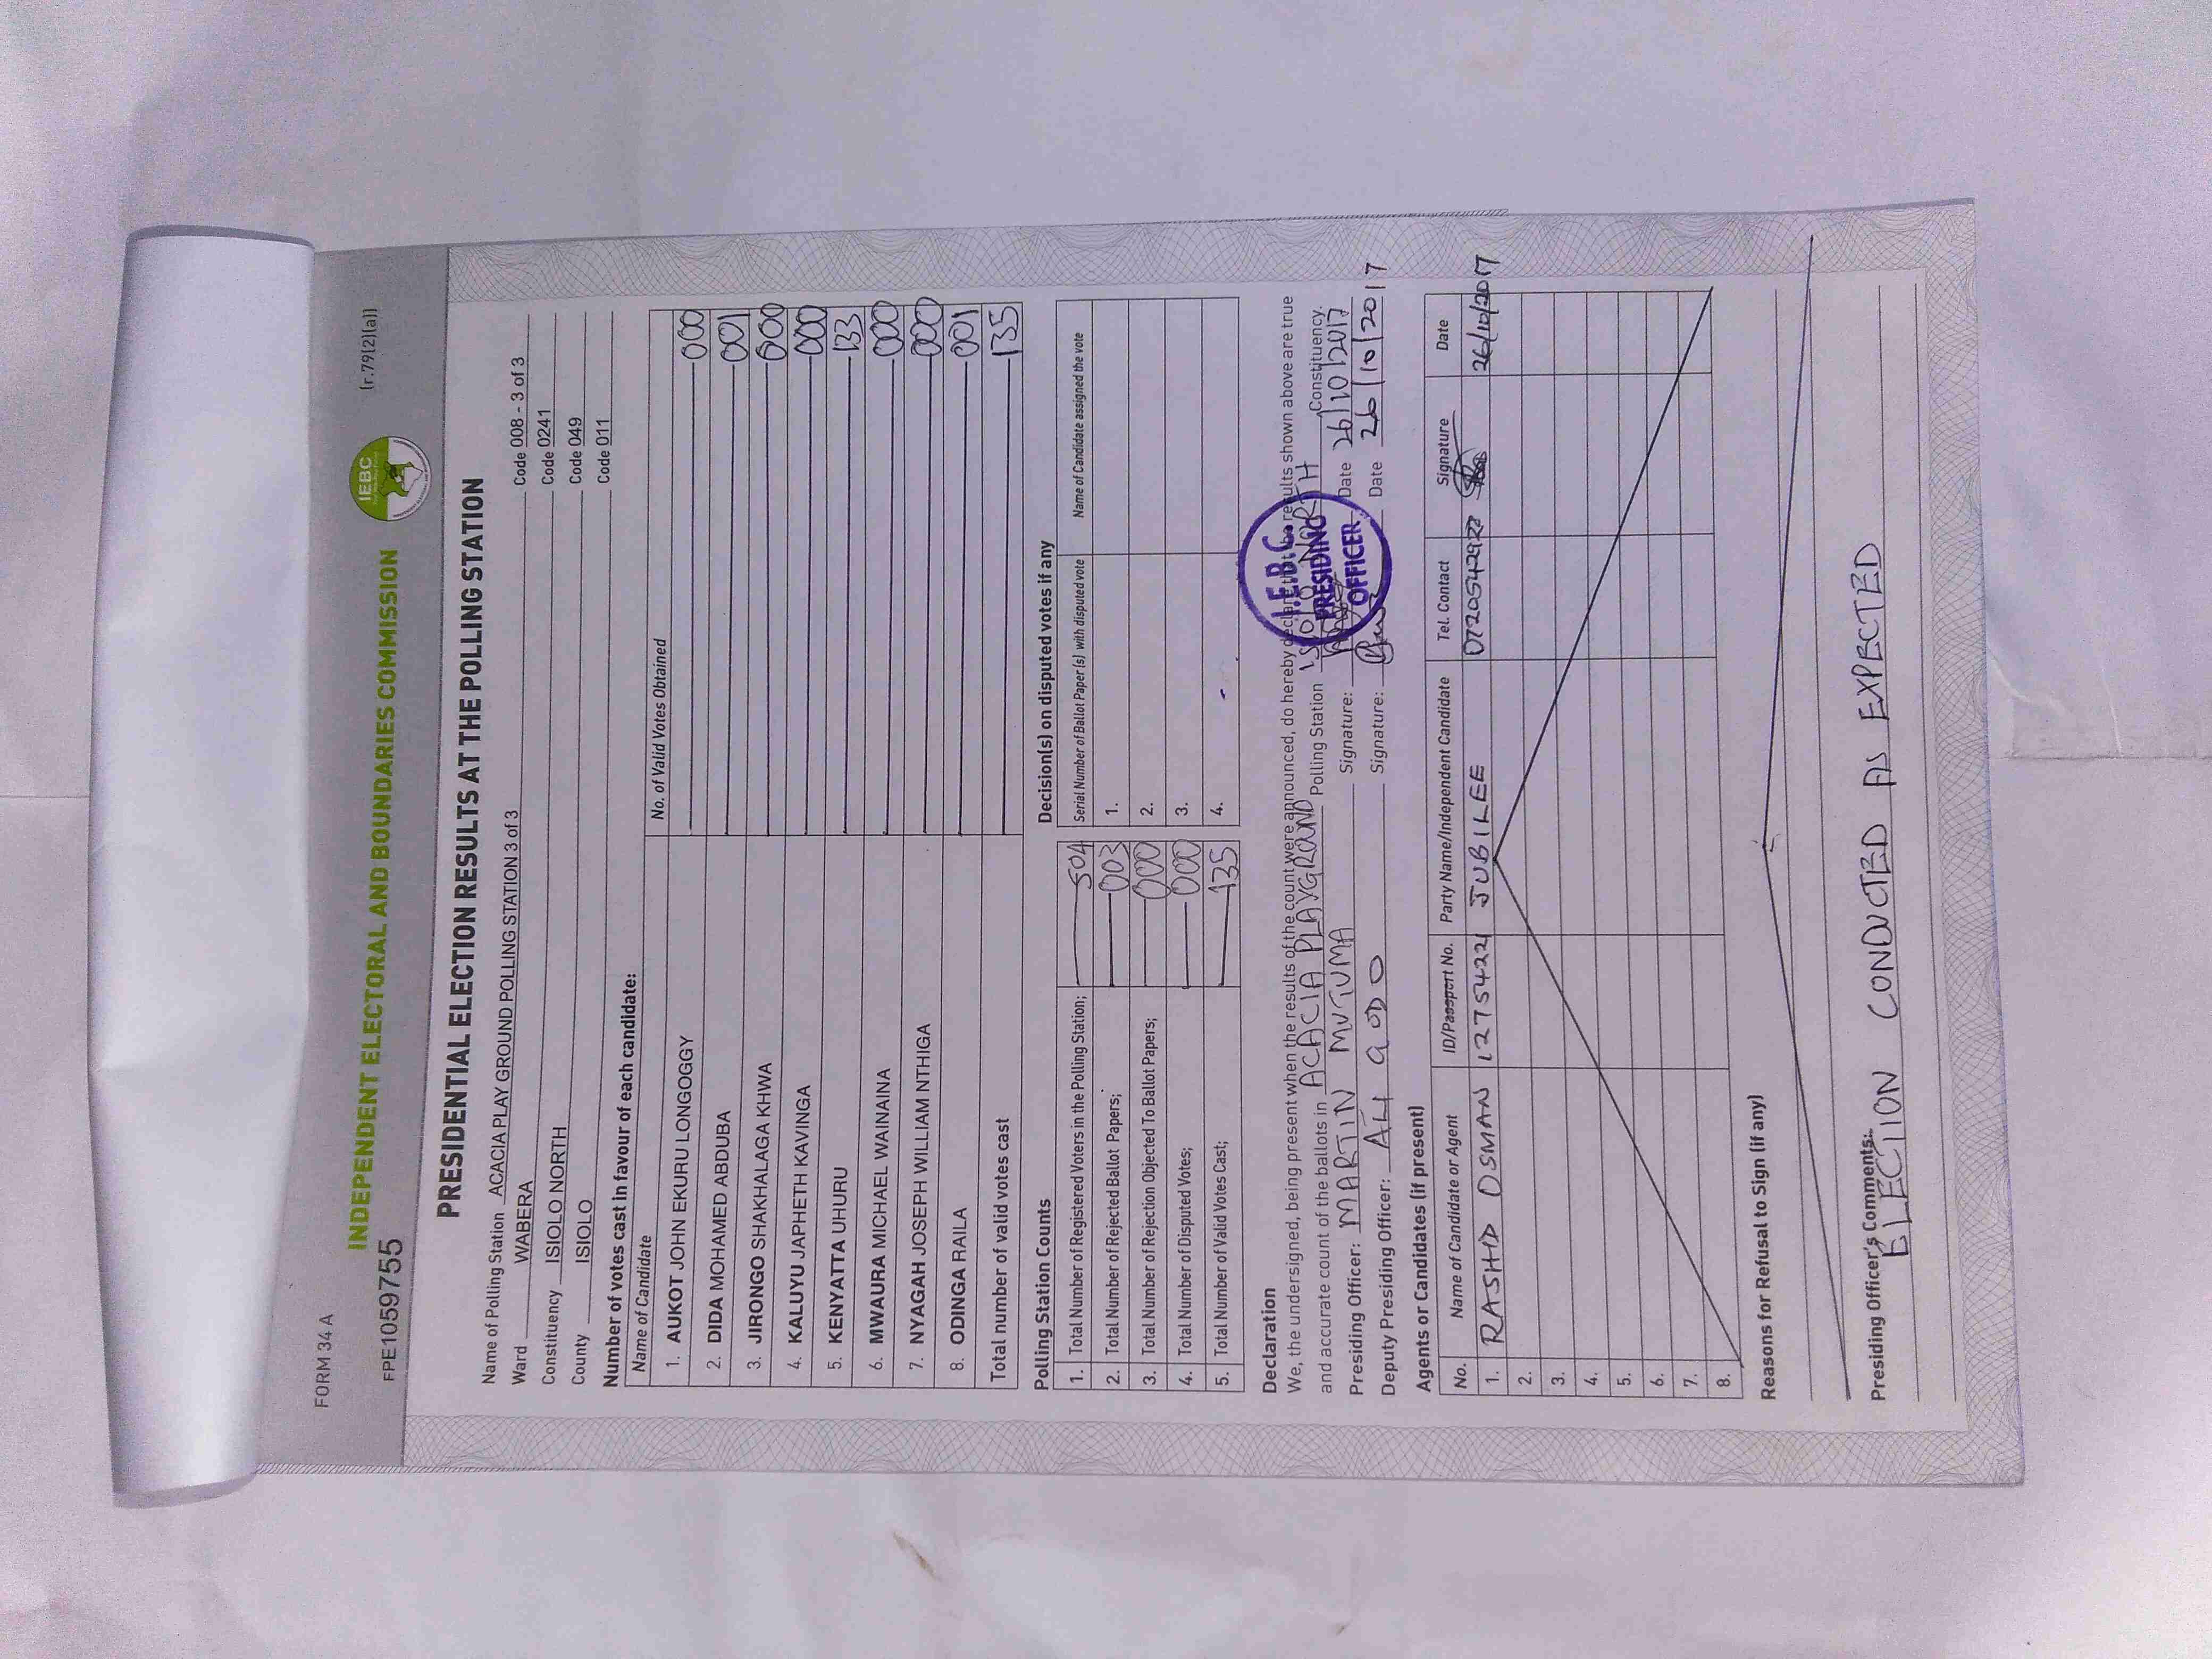 FORM 34 A
INDEPENDENT ELECTORAL AND BOUNDARIES COMMISSION
IEBC
(r.79(2)(a))
FPE1059755
PRESIDENTIAL ELECTION RESULTS AT THE POLLING STATION
Name of Polling Station ACACIA PLAY GROUND POLLING STATION 3 of 3 Code 008 - 3 of 3
Ward WABERA Code 0241
Constituency ISIOLO NORTH Code 049
County ISIOLO Code 011
Number of votes cast in favour of each candidate:
Name of Candidate No. of Valid Votes Obtained
1. AUKOT JOHN EKURU LONGOGGY 000
2. DIDA MOHAMED ABDUBA 001
3. JIRONGO SHAKHALAGA KHWA 000
4. KALUYU JAPHETH KAVINGA 000
5. KENYATTA UHURU 133
6. MWAURA MICHAEL WAINAINA 000
7. NYAGAH JOSEPH WILLIAM NTHIGA 000
8. ODINGA RAILA 001
Total number of valid votes cast 135
Polling Station Counts
1. Total Number of Registered Voters in the Polling Station; 504
2. Total Number of Rejected Ballot Papers; 003
3. Total Number of Rejection Objected To Ballot Papers; 000
4. Total Number of Disputed Votes; 000
5. Total Number of Valid Votes Cast; 135
Decision(s) on disputed votes if any
Serial Number of Ballot Paper (s) with disputed vote Name of Candidate assigned the vote
1.
2.
3.
4.
Declaration
We, the undersigned, being present when the results of the count were announced, do hereby declare that the results shown above are true
and accurate count of the ballots in ACACIA PLAYGROUND Polling Station ISIOLO NORTH Constituency.
Presiding Officer: MARTIN MUTUMA Signature: Date 26/10/2017
Deputy Presiding Officer: ALI GODO Signature: Date 26/10/2017
I.E.B.C.
PRESIDING
OFFICER
Agents or Candidates (if present)
No. Name of Candidate or Agent ID/Passport No. Party Name/Independent Candidate Tel. Contact Signature Date
1. RASHID OSMAN 12754221 JUBILEE 26/10/2017
2.
3.
4.
5.
6.
7.
8.
Reasons for Refusal to Sign (if any)
Presiding Officer's Comments:
ELECTION CONDUCTED AS EXPECTED